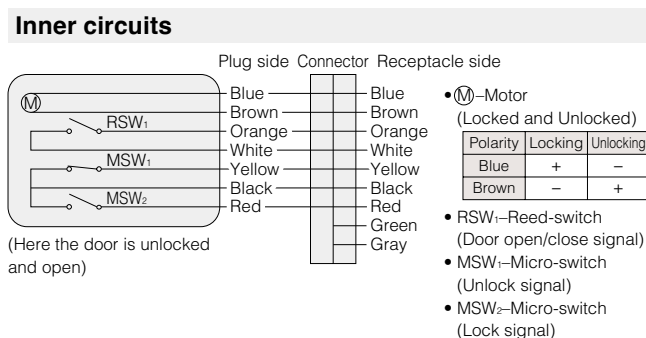 Inner circuits
Plug side Connector Receptacle side
M
RSW₁
MSW₁
MSW₂
Blue Blue
Brown Brown
Orange Orange
White White
Yellow Yellow
Black Black
Red Red
Green
Gray
(Here the door is unlocked
and open)
• Ⓜ–Motor
(Locked and Unlocked)
Polarity Locking Unlocking
Blue + –
Brown – +
• RSW₁–Reed-switch
(Door open/close signal)
• MSW₁–Micro-switch
(Unlock signal)
• MSW₂–Micro-switch
(Lock signal)